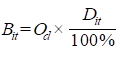 B_it = O_d × D_it / 100%